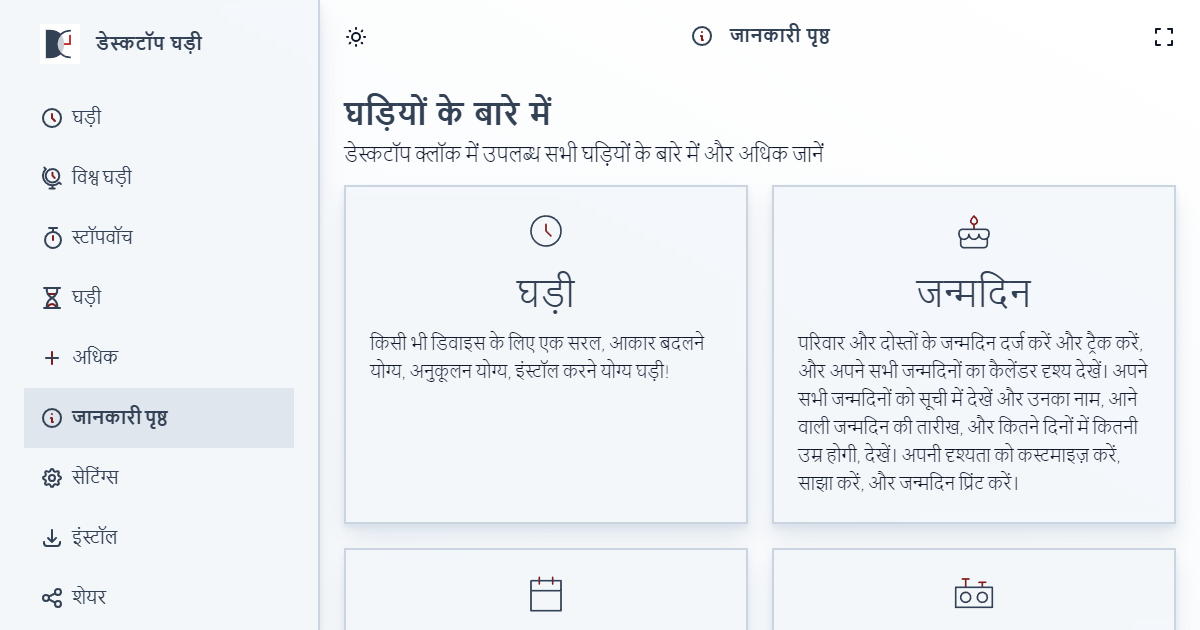 डेस्कटॉप घड़ी
घड़ी
विश्व घड़ी
स्टॉपवॉच
घड़ी
अधिक
जानकारी पृष्ठ
सेटिंग्स
इंस्टॉल
शेयर
जानकारी पृष्ठ
घड़ियों के बारे में
डेस्कटॉप क्लॉक में उपलब्ध सभी घड़ियों के बारे में और अधिक जानें
घड़ी
किसी भी डिवाइस के लिए एक सरल, आकार बदलने
योग्य, अनुकूलन योग्य, इंस्टॉल करने योग्य घड़ी!
जन्मदिन
परिवार और दोस्तों के जन्मदिन दर्ज करें और ट्रैक करें,
और अपने सभी जन्मदिनों का कैलेंडर दृश्य देखें। अपने
सभी जन्मदिनों को सूची में देखें और उनका नाम, आने
वाली जन्मदिन की तारीख, और कितने दिनों में कितनी
उम्र होगी, देखें। अपनी दृश्यता को कस्टमाइज़ करें,
साझा करें, और जन्मदिन प्रिंट करें।